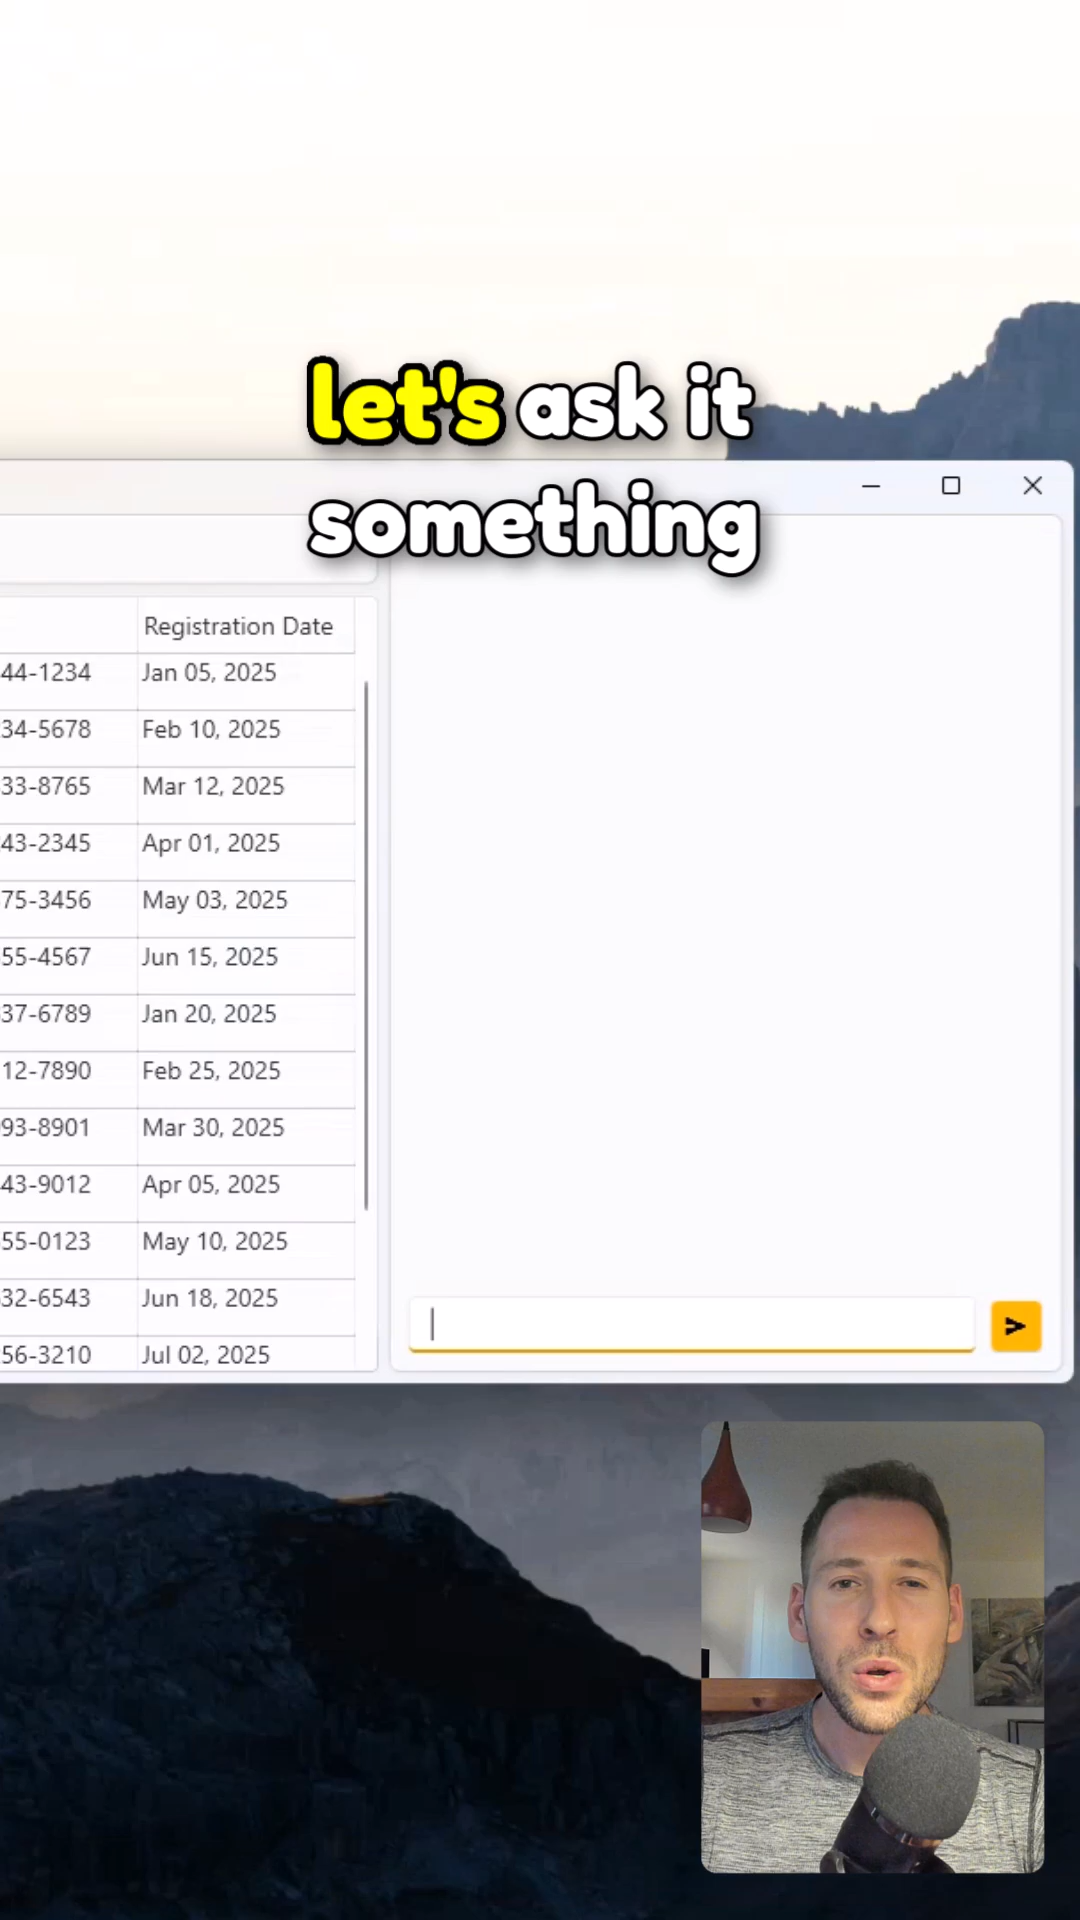 let's ask it
something
Registration Date
44-1234 Jan 05, 2025
34-5678 Feb 10, 2025
33-8765 Mar 12, 2025
43-2345 Apr 01, 2025
75-3456 May 03, 2025
55-4567 Jun 15, 2025
37-6789 Jan 20, 2025
12-7890 Feb 25, 2025
93-8901 Mar 30, 2025
43-9012 Apr 05, 2025
55-0123 May 10, 2025
32-6543 Jun 18, 2025
56-3210 Jul 02, 2025